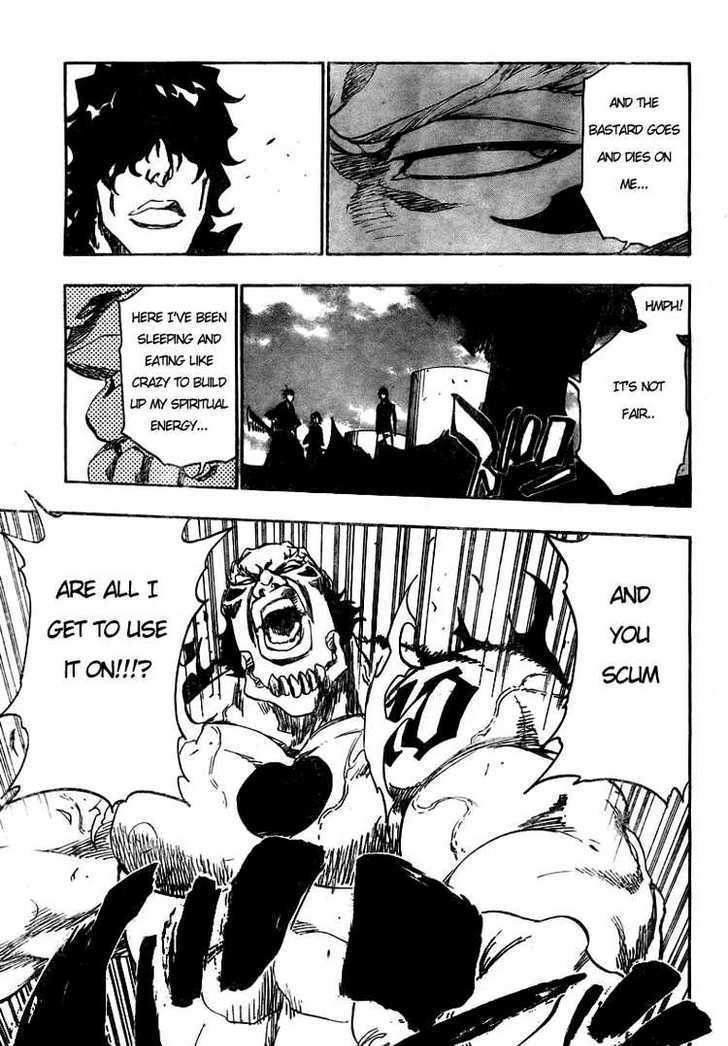 AND THE
BASTARD GOES
AND DIES ON
ME...
HMPH!
IT'S NOT
FAIR..
HERE I'VE BEEN
SLEEPING AND
EATING LIKE
CRAZY TO BUILD
UP MY SPIRITUAL
ENERGY...
AND
YOU
SCUM
ARE ALL I
GET TO USE
IT ON!!!?
10